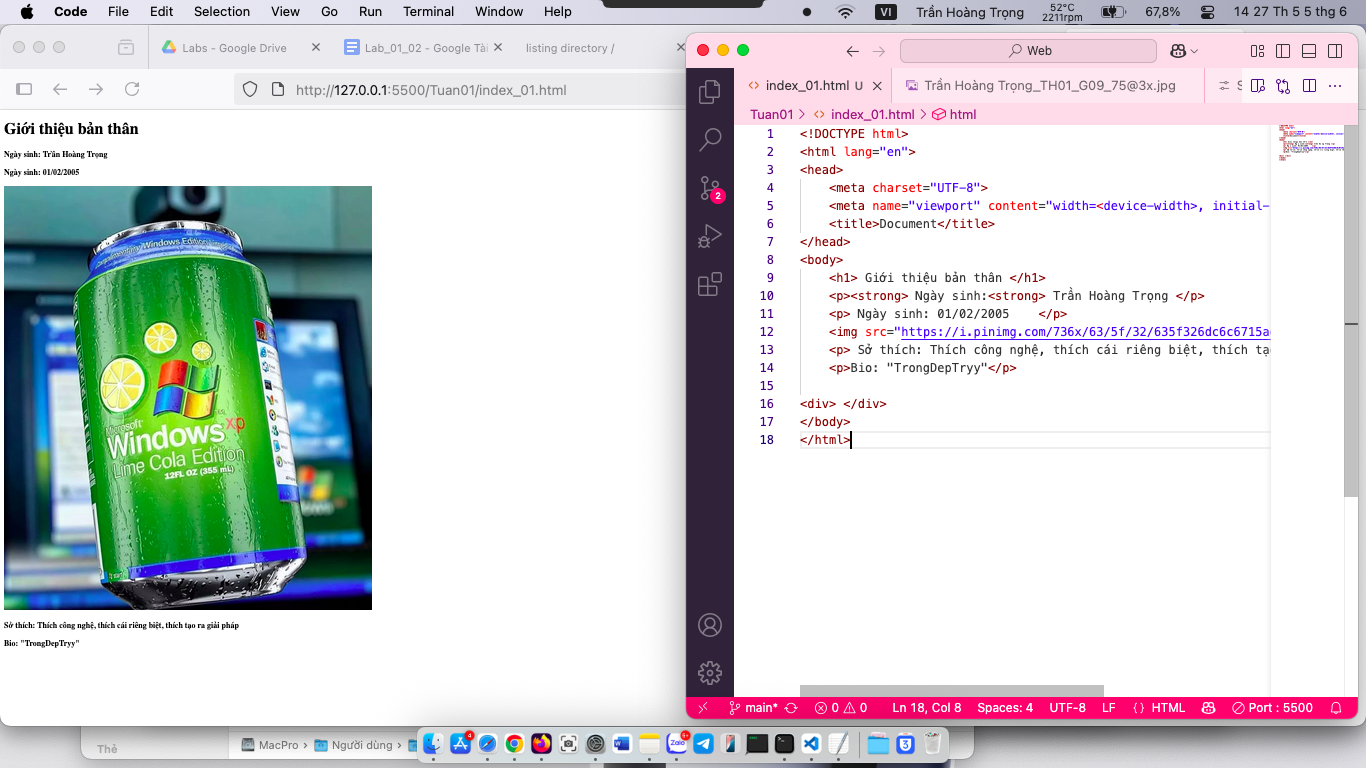 Code File Edit Selection View Go Run Terminal Window Help
VI Trần Hoàng Trọng 52°C 2211rpm 67,8% 14 27 Th 5 5 thg 6
Labs - Google Drive
Lab_01_02 - Google Tài
listing directory /
http://127.0.0.1:5500/Tuan01/index_01.html
Giới thiệu bản thân
Ngày sinh: Trần Hoàng Trọng
Ngày sinh: 01/02/2005
Complimentary Windows Edition
Microsoft
Windows xp
Lime Cola Edition
12FL OZ (355 mL)
Sở thích: Thích công nghệ, thích cái riêng biệt, thích tạo ra giải pháp
Bio: "TrongDepTryy"
Web
index_01.html U
Trần Hoàng Trọng_TH01_G09_75@3x.jpg
Tuan01 > index_01.html > html
1 <!DOCTYPE html>
2 <html lang="en">
3 <head>
4 <meta charset="UTF-8">
5 <meta name="viewport" content="width=<device-width>, initial-
6 <title>Document</title>
7 </head>
8 <body>
9 <h1> Giới thiệu bản thân </h1>
10 <p><strong> Ngày sinh:<strong> Trần Hoàng Trọng </p>
11 <p> Ngày sinh: 01/02/2005 </p>
12 <img src="https://i.pinimg.com/736x/63/5f/32/635f326dc6c6715a
13 <p> Sở thích: Thích công nghệ, thích cái riêng biệt, thích tạ
14 <p>Bio: "TrongDepTryy"</p>
15
16 <div> </div>
17 </body>
18 </html>
2
main* 0 0 Ln 18, Col 8 Spaces: 4 UTF-8 LF {} HTML Port : 5500
Thẻ
MacPro > Người dùng >
4
Zalo
5+
3